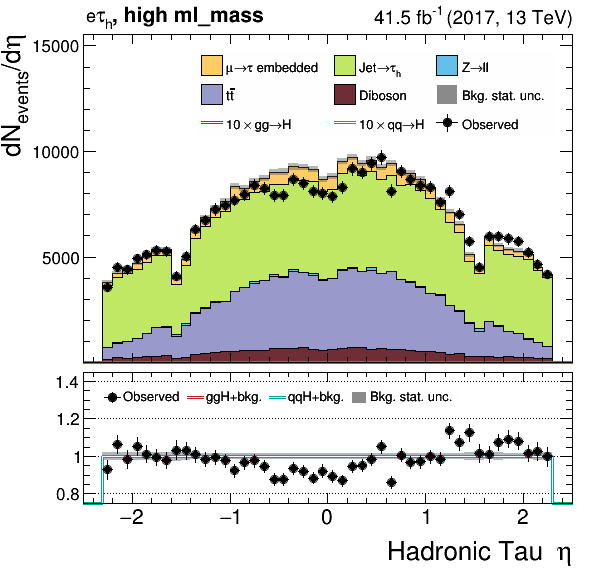 eτh, high ml_mass 41.5 fb⁻¹ (2017, 13 TeV)
dNevents/dη
15000
10000
5000
μ→τ embedded Jet→τh Z→ll
tt̅ Diboson Bkg. stat. unc.
10 × gg→H 10 × qq→H Observed
1.4
1.2
1
0.8
Observed ggH+bkg. qqH+bkg. Bkg. stat. unc.
−2 −1 0 1 2
Hadronic Tau η